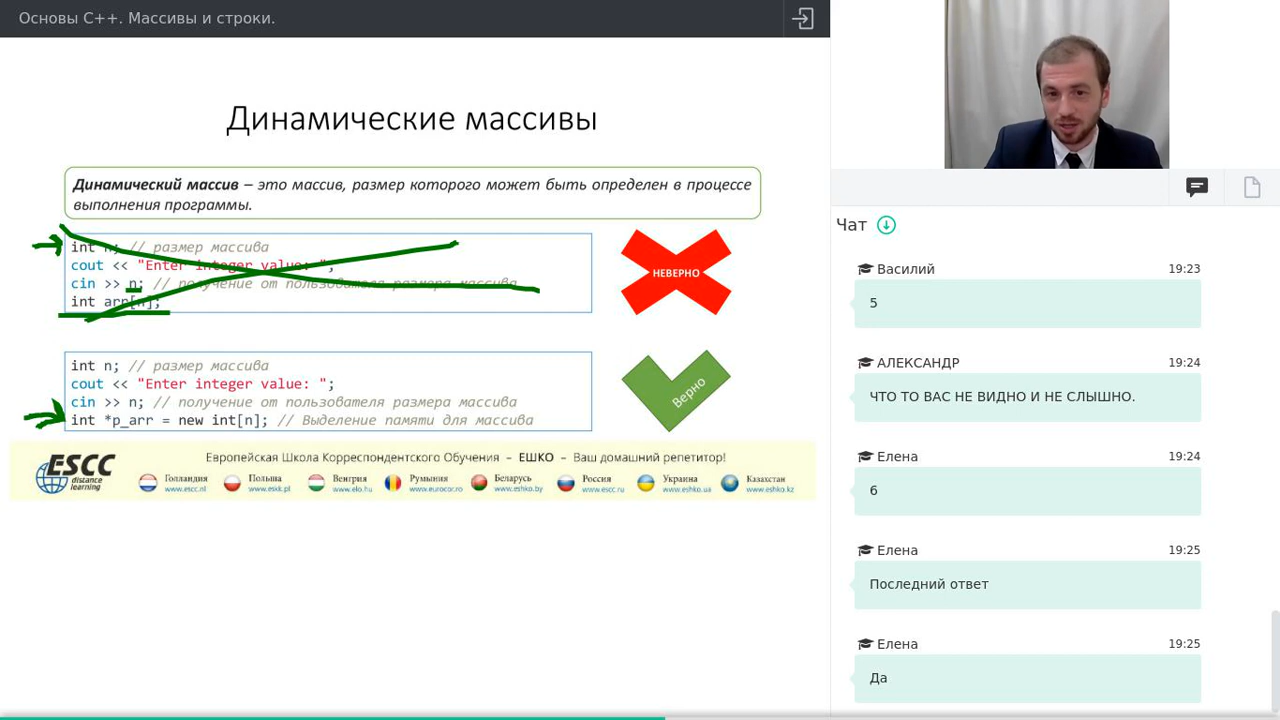 Основы C++. Массивы и строки.
Динамические массивы
Динамический массив – это массив, размер которого может быть определен в процессе
выполнения программы.
int n; // размер массива
cout << "Enter integer value: ";
cin >> n; // получение от пользователя размера массива
int arr[n];
НЕВЕРНО
int n; // размер массива
cout << "Enter integer value: ";
cin >> n; // получение от пользователя размера массива
int *p_arr = new int[n]; // Выделение памяти для массива
Верно
ESCC
distance
learning
Европейская Школа Корреспондентского Обучения – ЕШКО – Ваш домашний репетитор!
Голландия
www.escc.nl
Польша
www.eskk.pl
Венгрия
www.elo.hu
Румыния
www.eurocor.ro
Беларусь
www.eshko.by
Россия
www.escc.ru
Украина
www.eshko.ua
Казахстан
www.eshko.kz
Чат
Василий 19:23
5
АЛЕКСАНДР 19:24
ЧТО ТО ВАС НЕ ВИДНО И НЕ СЛЫШНО.
Елена 19:24
6
Елена 19:25
Последний ответ
Елена 19:25
Да